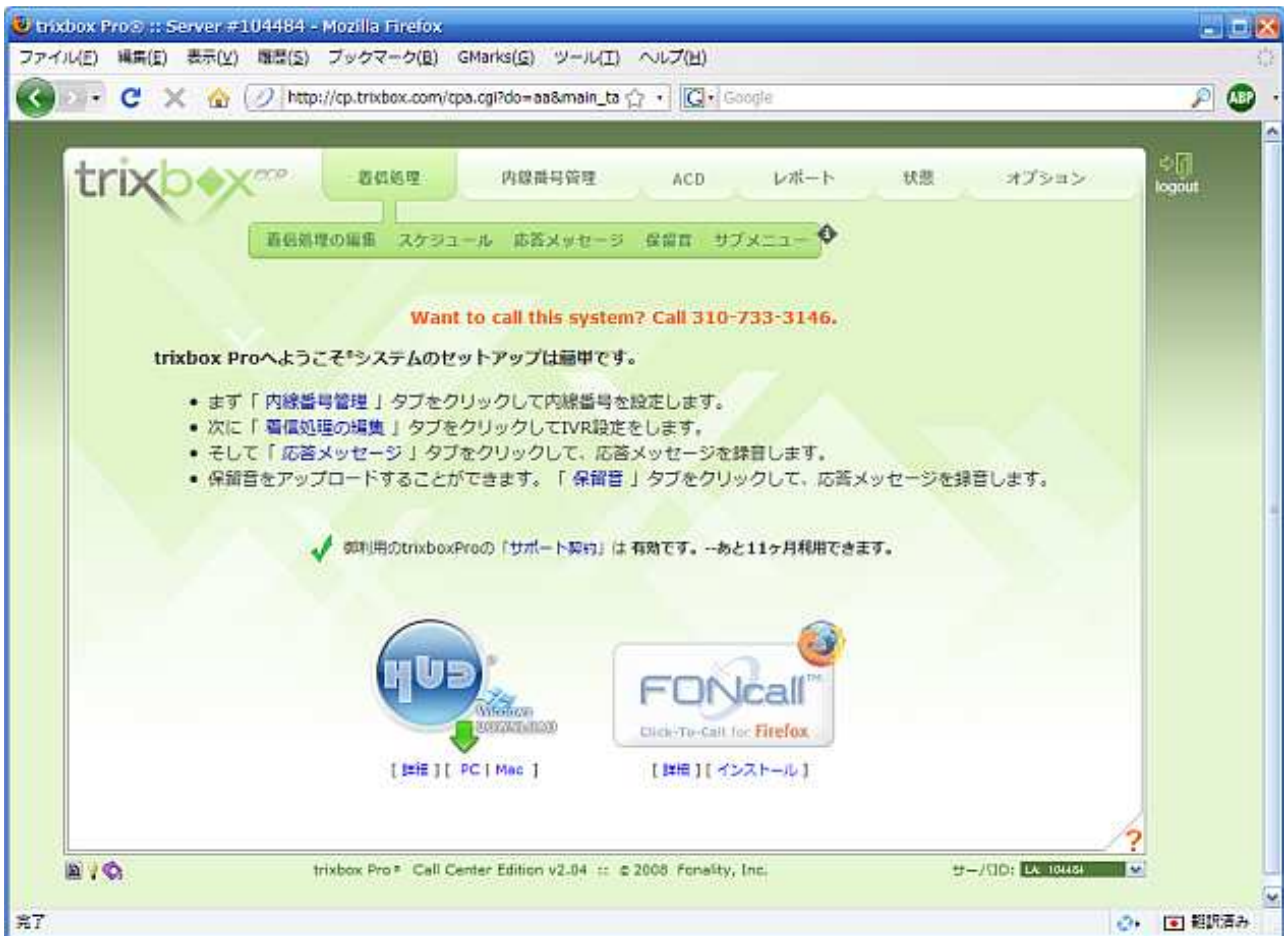 trixbox Pro® :: Server #104484 - Mozilla Firefox
ファイル(F) 編集(E) 表示(V) 履歴(S) ブックマーク(B) GMarks(G) ツール(T) ヘルプ(H)
http://cp.trixbox.com/cpa.cgi?do=aa&main_ta
Google
ABP
trixbox pro
着信処理 内線番号管理 ACD レポート 状態 オプション
logout
着信処理の編集 スケジュール 応答メッセージ 保留音 サブメニュー
Want to call this system? Call 310-733-3146.
trixbox Proへようこそ®システムのセットアップは簡単です。
• まず「 内線番号管理 」タブをクリックして内線番号を設定します。
• 次に「 着信処理の編集 」タブをクリックしてIVR設定をします。
• そして「 応答メッセージ 」タブをクリックして、応答メッセージを録音します。
• 保留音をアップロードすることができます。「 保留音 」タブをクリックして、応答メッセージを録音します。
御利用のtrixboxProの「サポート契約」は 有効です。--あと11ヶ月利用できます。
HUD
Windows
DOWNLOAD
FONcall™
Click-To-Call for Firefox
[ 詳細 ] [ PC | Mac ]
[ 詳細 ] [ インストール ]
?
trixbox Pro® Call Center Edition v2.04 :: © 2008 Fonality, Inc.
サーバID: LA: 104484
完了
翻訳済み